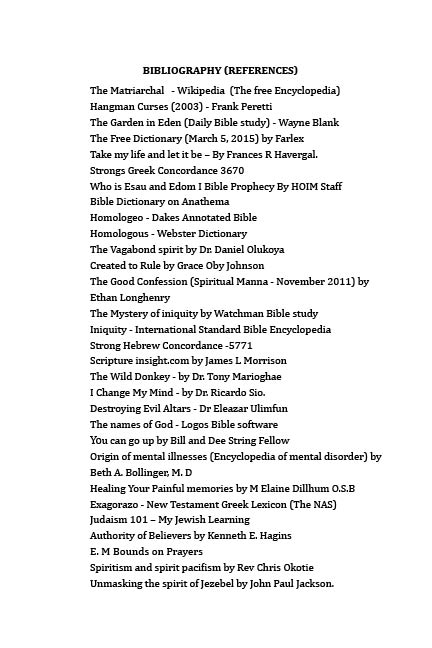 BIBLIOGRAPHY (REFERENCES)
The Matriarchal - Wikipedia (The free Encyclopedia)
Hangman Curses (2003) - Frank Peretti
The Garden in Eden (Daily Bible study) - Wayne Blank
The Free Dictionary (March 5, 2015) by Farlex
Take my life and let it be – By Frances R Havergal.
Strongs Greek Concordance 3670
Who is Esau and Edom I Bible Prophecy By HOIM Staff
Bible Dictionary on Anathema
Homologeo - Dakes Annotated Bible
Homologous - Webster Dictionary
The Vagabond spirit by Dr. Daniel Olukoya
Created to Rule by Grace Oby Johnson
The Good Confession (Spiritual Manna - November 2011) by
Ethan Longhenry
The Mystery of iniquity by Watchman Bible study
Iniquity - International Standard Bible Encyclopedia
Strong Hebrew Concordance -5771
Scripture insight.com by James L Morrison
The Wild Donkey - by Dr. Tony Marioghae
I Change My Mind - by Dr. Ricardo Sio.
Destroying Evil Altars - Dr Eleazar Ulimfun
The names of God - Logos Bible software
You can go up by Bill and Dee String Fellow
Origin of mental illnesses (Encyclopedia of mental disorder) by
Beth A. Bollinger, M. D
Healing Your Painful memories by M Elaine Dillhum O.S.B
Exagorazo - New Testament Greek Lexicon (The NAS)
Judaism 101 – My Jewish Learning
Authority of Believers by Kenneth E. Hagins
E. M Bounds on Prayers
Spiritism and spirit pacifism by Rev Chris Okotie
Unmasking the spirit of Jezebel by John Paul Jackson.